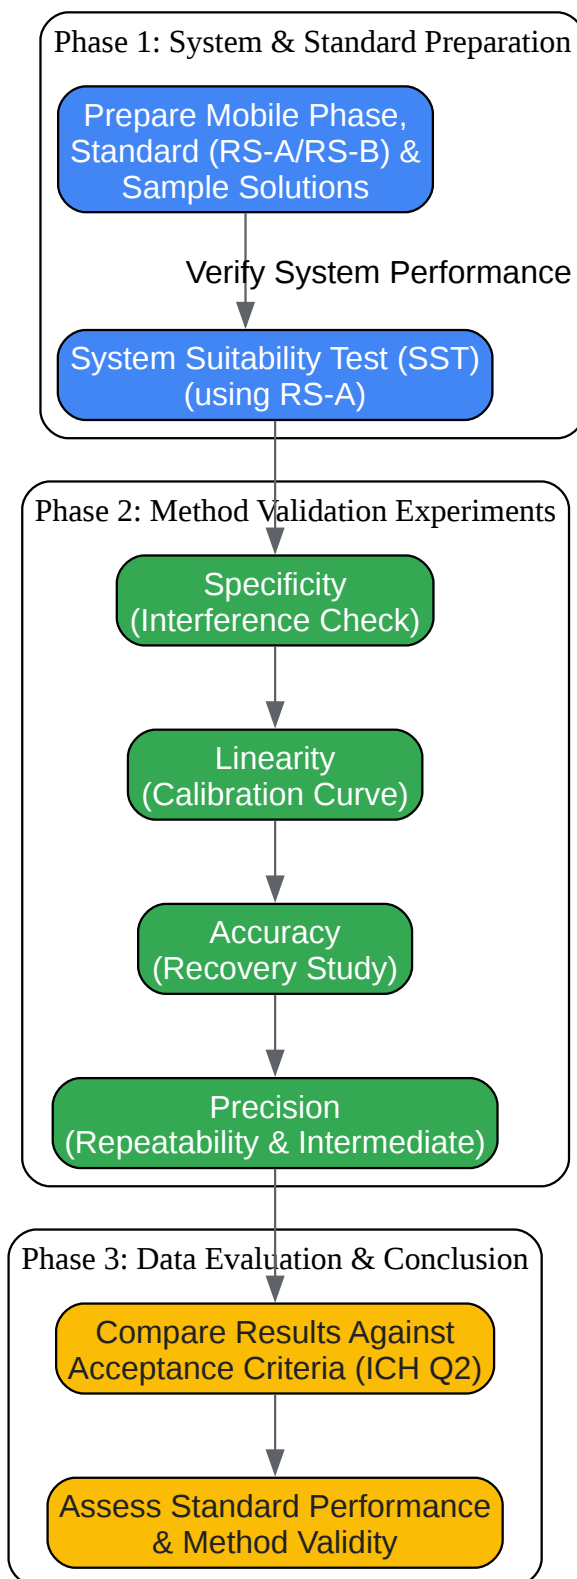 Phase 1: System & Standard Preparation
Prepare Mobile Phase,
Standard (RS-A/RS-B) &
Sample Solutions
Verify System Performance
System Suitability Test (SST)
(using RS-A)
Phase 2: Method Validation Experiments
Specificity
(Interference Check)
Linearity
(Calibration Curve)
Accuracy
(Recovery Study)
Precision
(Repeatability & Intermediate)
Phase 3: Data Evaluation & Conclusion
Compare Results Against
Acceptance Criteria (ICH Q2)
Assess Standard Performance
& Method Validity